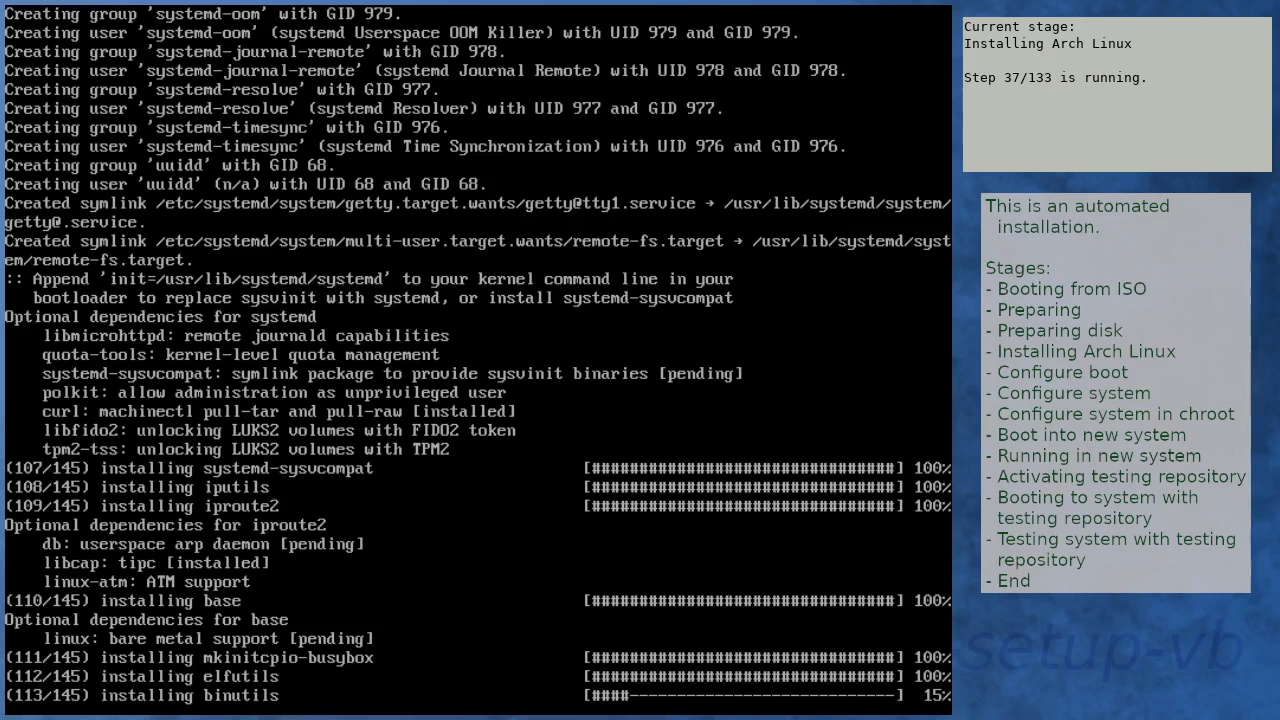 Creating group 'systemd-oom' with GID 979.
Creating user 'systemd-oom' (systemd Userspace OOM Killer) with UID 979 and GID 979.
Creating group 'systemd-journal-remote' with GID 978.
Creating user 'systemd-journal-remote' (systemd Journal Remote) with UID 978 and GID 978.
Creating group 'systemd-resolve' with GID 977.
Creating user 'systemd-resolve' (systemd Resolver) with UID 977 and GID 977.
Creating group 'systemd-timesync' with GID 976.
Creating user 'systemd-timesync' (systemd Time Synchronization) with UID 976 and GID 976.
Creating group 'uuidd' with GID 68.
Creating user 'uuidd' (n/a) with UID 68 and GID 68.
Created symlink /etc/systemd/system/getty.target.wants/getty@tty1.service → /usr/lib/systemd/system/
getty@.service.
Created symlink /etc/systemd/system/multi-user.target.wants/remote-fs.target → /usr/lib/systemd/syst
em/remote-fs.target.
:: Append 'init=/usr/lib/systemd/systemd' to your kernel command line in your
   bootloader to replace sysvinit with systemd, or install systemd-sysvcompat
Optional dependencies for systemd
    libmicrohttpd: remote journald capabilities
    quota-tools: kernel-level quota management
    systemd-sysvcompat: symlink package to provide sysvinit binaries [pending]
    polkit: allow administration as unprivileged user
    curl: machinectl pull-tar and pull-raw [installed]
    libfido2: unlocking LUKS2 volumes with FIDO2 token
    tpm2-tss: unlocking LUKS2 volumes with TPM2
(107/145) installing systemd-sysvcompat [################################] 100%
(108/145) installing iputils [################################] 100%
(109/145) installing iproute2 [################################] 100%
Optional dependencies for iproute2
    db: userspace arp daemon [pending]
    libcap: tipc [installed]
    linux-atm: ATM support
(110/145) installing base [################################] 100%
Optional dependencies for base
    linux: bare metal support [pending]
(111/145) installing mkinitcpio-busybox [################################] 100%
(112/145) installing elfutils [################################] 100%
(113/145) installing binutils [####----------------------------] 15%
Current stage:
Installing Arch Linux
Step 37/133 is running.
This is an automated
installation.
Stages:
- Booting from ISO
- Preparing
- Preparing disk
- Installing Arch Linux
- Configure boot
- Configure system
- Configure system in chroot
- Boot into new system
- Running in new system
- Activating testing repository
- Booting to system with
testing repository
- Testing system with testing
repository
- End
setup-vb